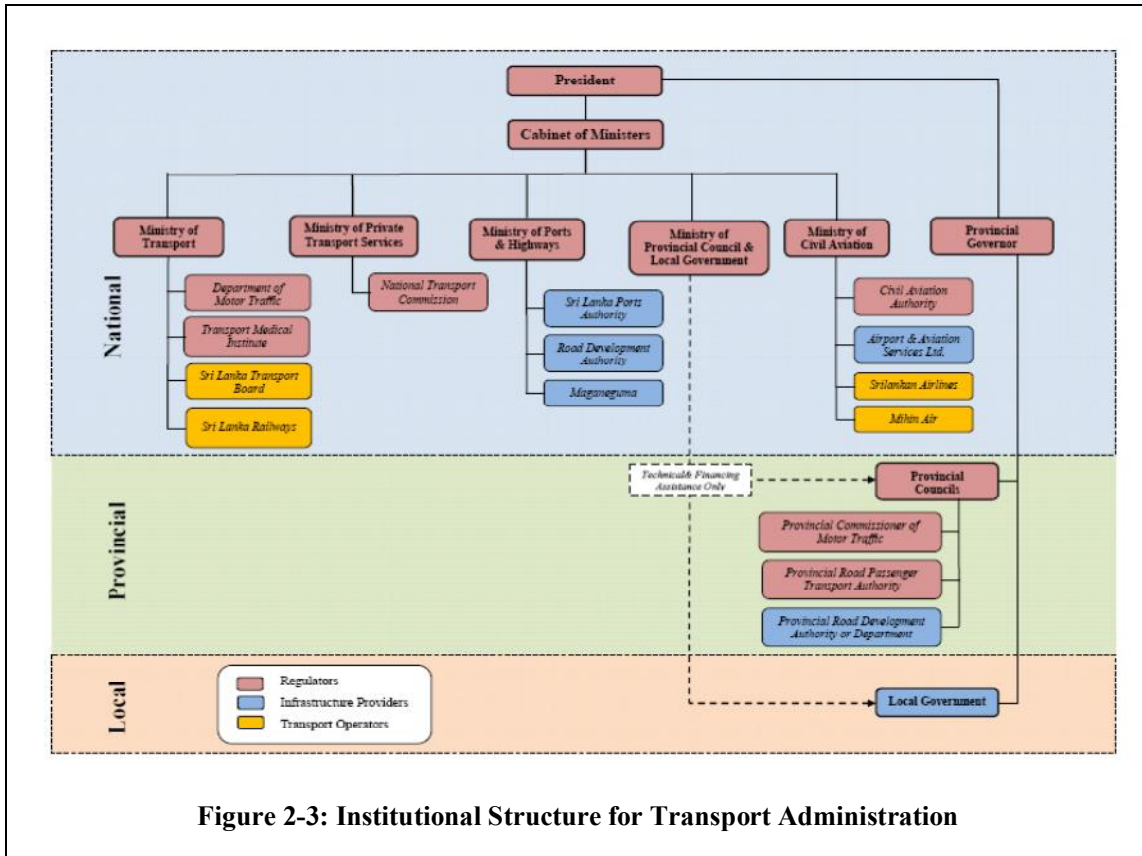 President
Cabinet of Ministers
Ministry of
Transport
Ministry of Private
Transport Services
Ministry of Ports
& Highways
Ministry of
Provincial Council &
Local Government
Ministry of
Civil Aviation
Provincial
Governor
National
Department of
Motor Traffic
Transport Medical
Institute
Sri Lanka Transport
Board
Sri Lanka Railways
National Transport
Commission
Sri Lanka Ports
Authority
Road Development
Authority
Maganeguma
Civil Aviation
Authority
Airport & Aviation
Services Ltd.
Srilankan Airlines
Mihin Air
Provincial
Technical& Financing
Assistance Only
Provincial
Councils
Provincial Commissioner of
Motor Traffic
Provincial Road Passenger
Transport Authority
Provincial Road Development
Authority or Department
Local
Regulators
Infrastructure Providers
Transport Operators
Local Government
Figure 2-3: Institutional Structure for Transport Administration